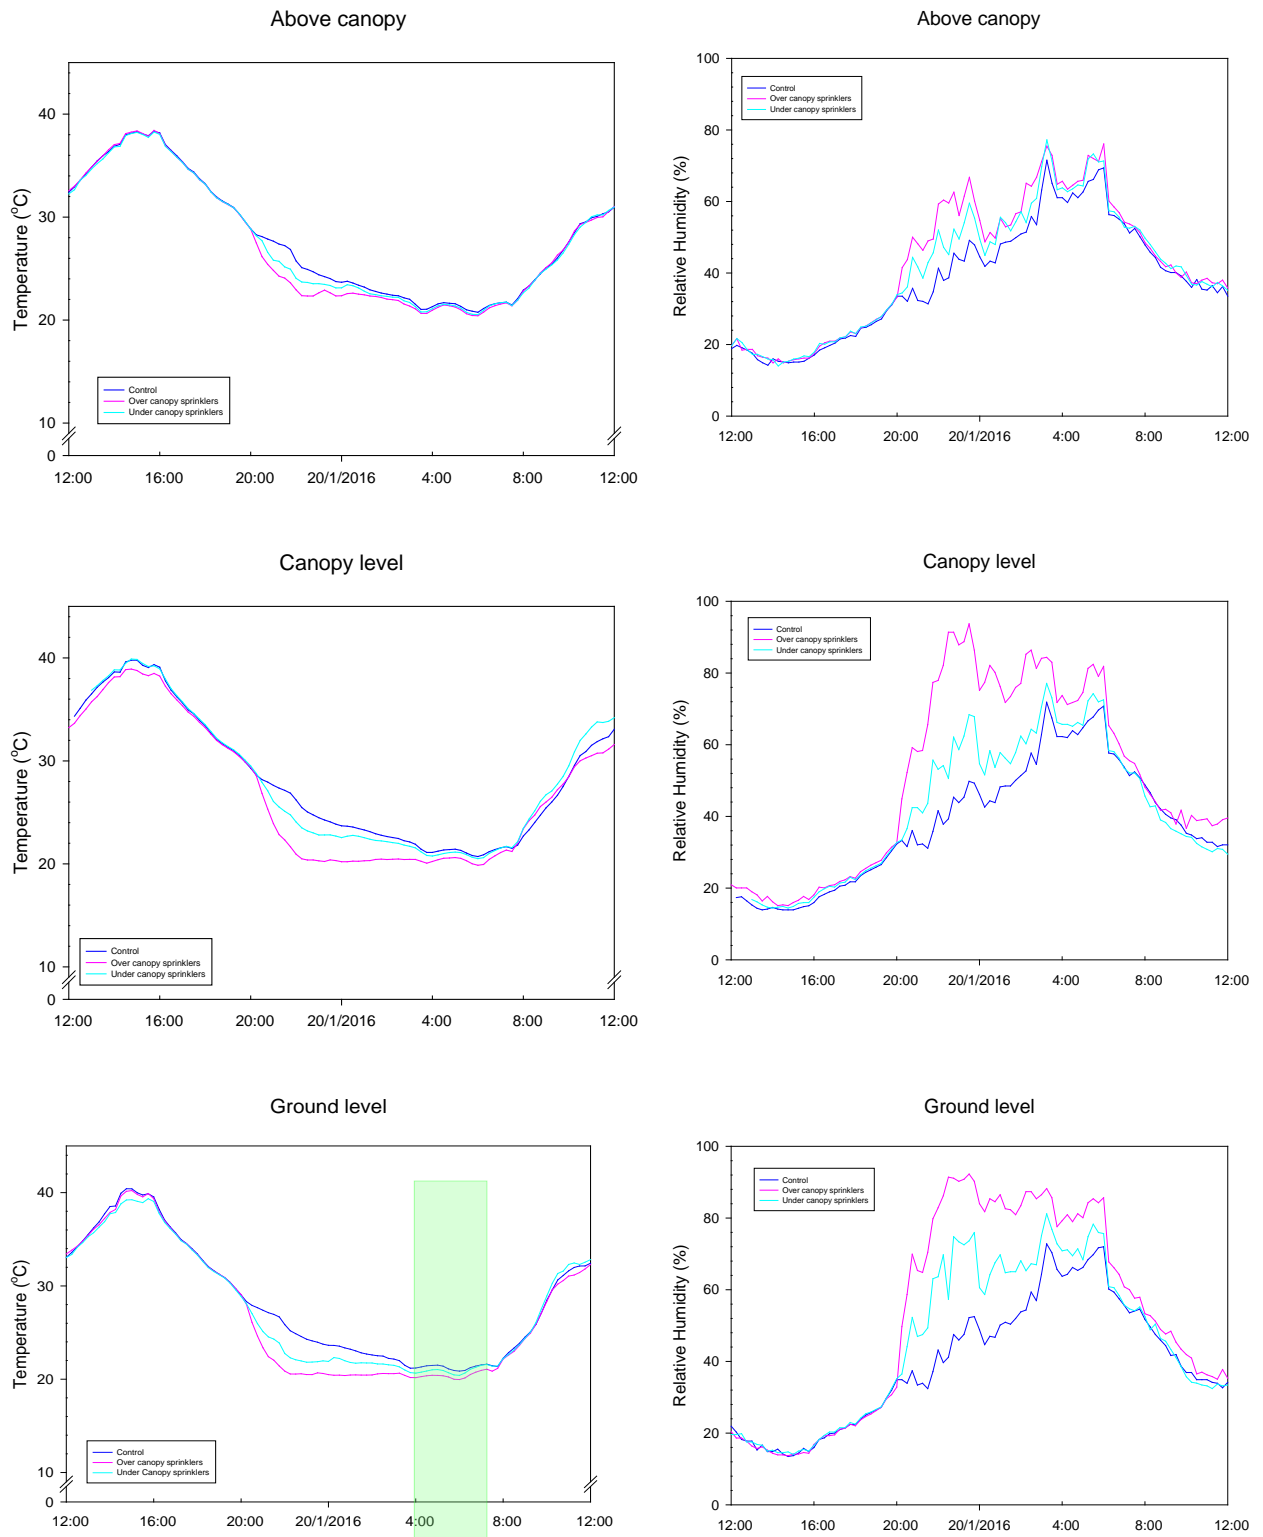 Above canopy
Temperature (°C)
40
30
20
10
0
Control
Over canopy sprinklers
Under canopy sprinklers
12:00 16:00 20:00 20/1/2016 4:00 8:00 12:00
Above canopy
Relative Humidity (%)
100
80
60
40
20
0
Control
Over canopy sprinklers
Under canopy sprinklers
12:00 16:00 20:00 20/1/2016 4:00 8:00 12:00
Canopy level
Temperature (°C)
40
30
20
10
0
Control
Over canopy sprinklers
Under canopy sprinklers
12:00 16:00 20:00 20/1/2016 4:00 8:00 12:00
Canopy level
Relative Humidity (%)
100
80
60
40
20
0
Control
Over canopy sprinklers
Under canopy sprinklers
12:00 16:00 20:00 20/1/2016 4:00 8:00 12:00
Ground level
Temperature (°C)
40
30
20
10
0
Control
Over canopy sprinklers
Under Canopy sprinklers
12:00 16:00 20:00 20/1/2016 4:00 8:00 12:00
Ground level
Relative Humidity (%)
100
80
60
40
20
0
Control
Over canopy sprinklers
Under canopy sprinklers
12:00 16:00 20:00 20/1/2016 4:00 8:00 12:00